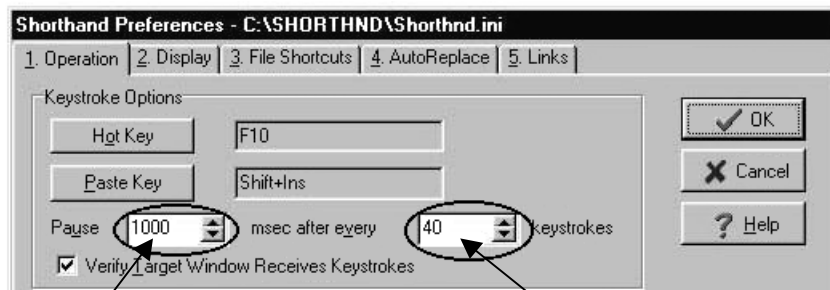 Shorthand Preferences - C:\SHORTHND\Shorthnd.ini
1. Operation 2. Display 3. File Shortcuts 4. AutoReplace 5. Links
Keystroke Options
Hot Key F10
Paste Key Shift+Ins
Pause 1000 msec after every 40 keystrokes
Verify Target Window Receives Keystrokes
OK
Cancel
Help